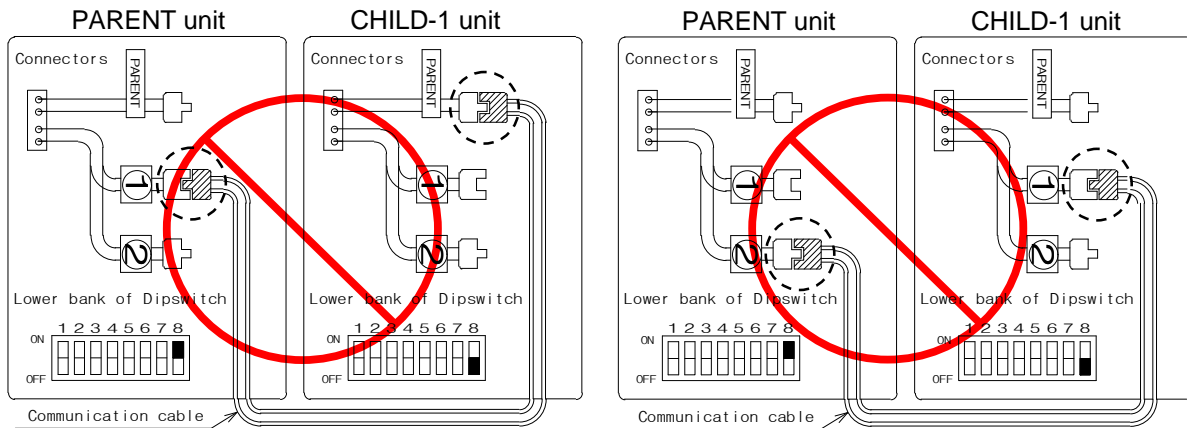 PARENT unit
CHILD-1 unit
Connectors
PARENT
1
2
Lower bank of Dipswitch
ON
1 2 3 4 5 6 7 8
OFF
Connectors
PARENT
1
2
Lower bank of Dipswitch
ON
1 2 3 4 5 6 7 8
OFF
Communication cable
PARENT unit
CHILD-1 unit
Connectors
PARENT
1
2
Lower bank of Dipswitch
ON
1 2 3 4 5 6 7 8
OFF
Connectors
PARENT
1
2
Lower bank of Dipswitch
ON
1 2 3 4 5 6 7 8
OFF
Communication cable